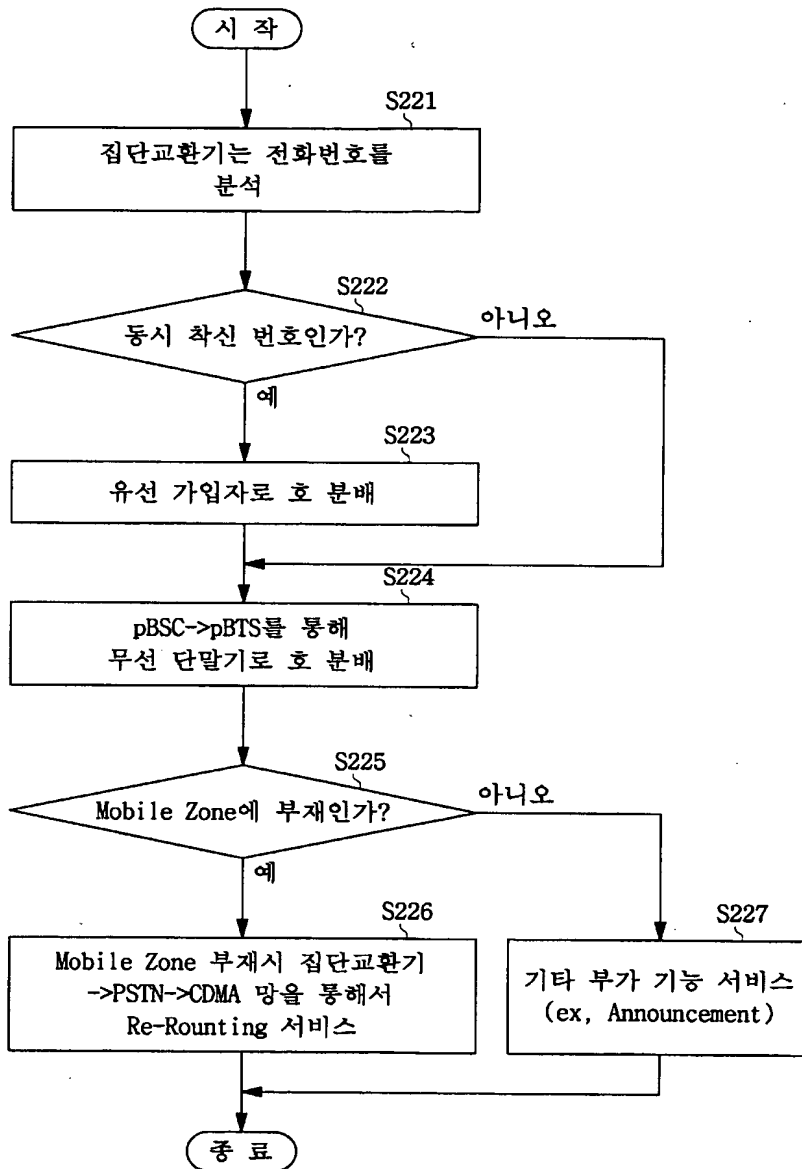 시 작
S221
집단교환기는 전화번호를
분석
S222
동시 착신 번호인가?
아니오
예
S223
유선 가입자로 호 분배
S224
pBSC->pBTS를 통해
무선 단말기로 호 분배
S225
Mobile Zone에 부재인가?
아니오
예
S226
Mobile Zone 부재시 집단교환기
->PSTN->CDMA 망을 통해서
Re-Rounting 서비스
S227
기타 부가 기능 서비스
(ex, Announcement)
종 료